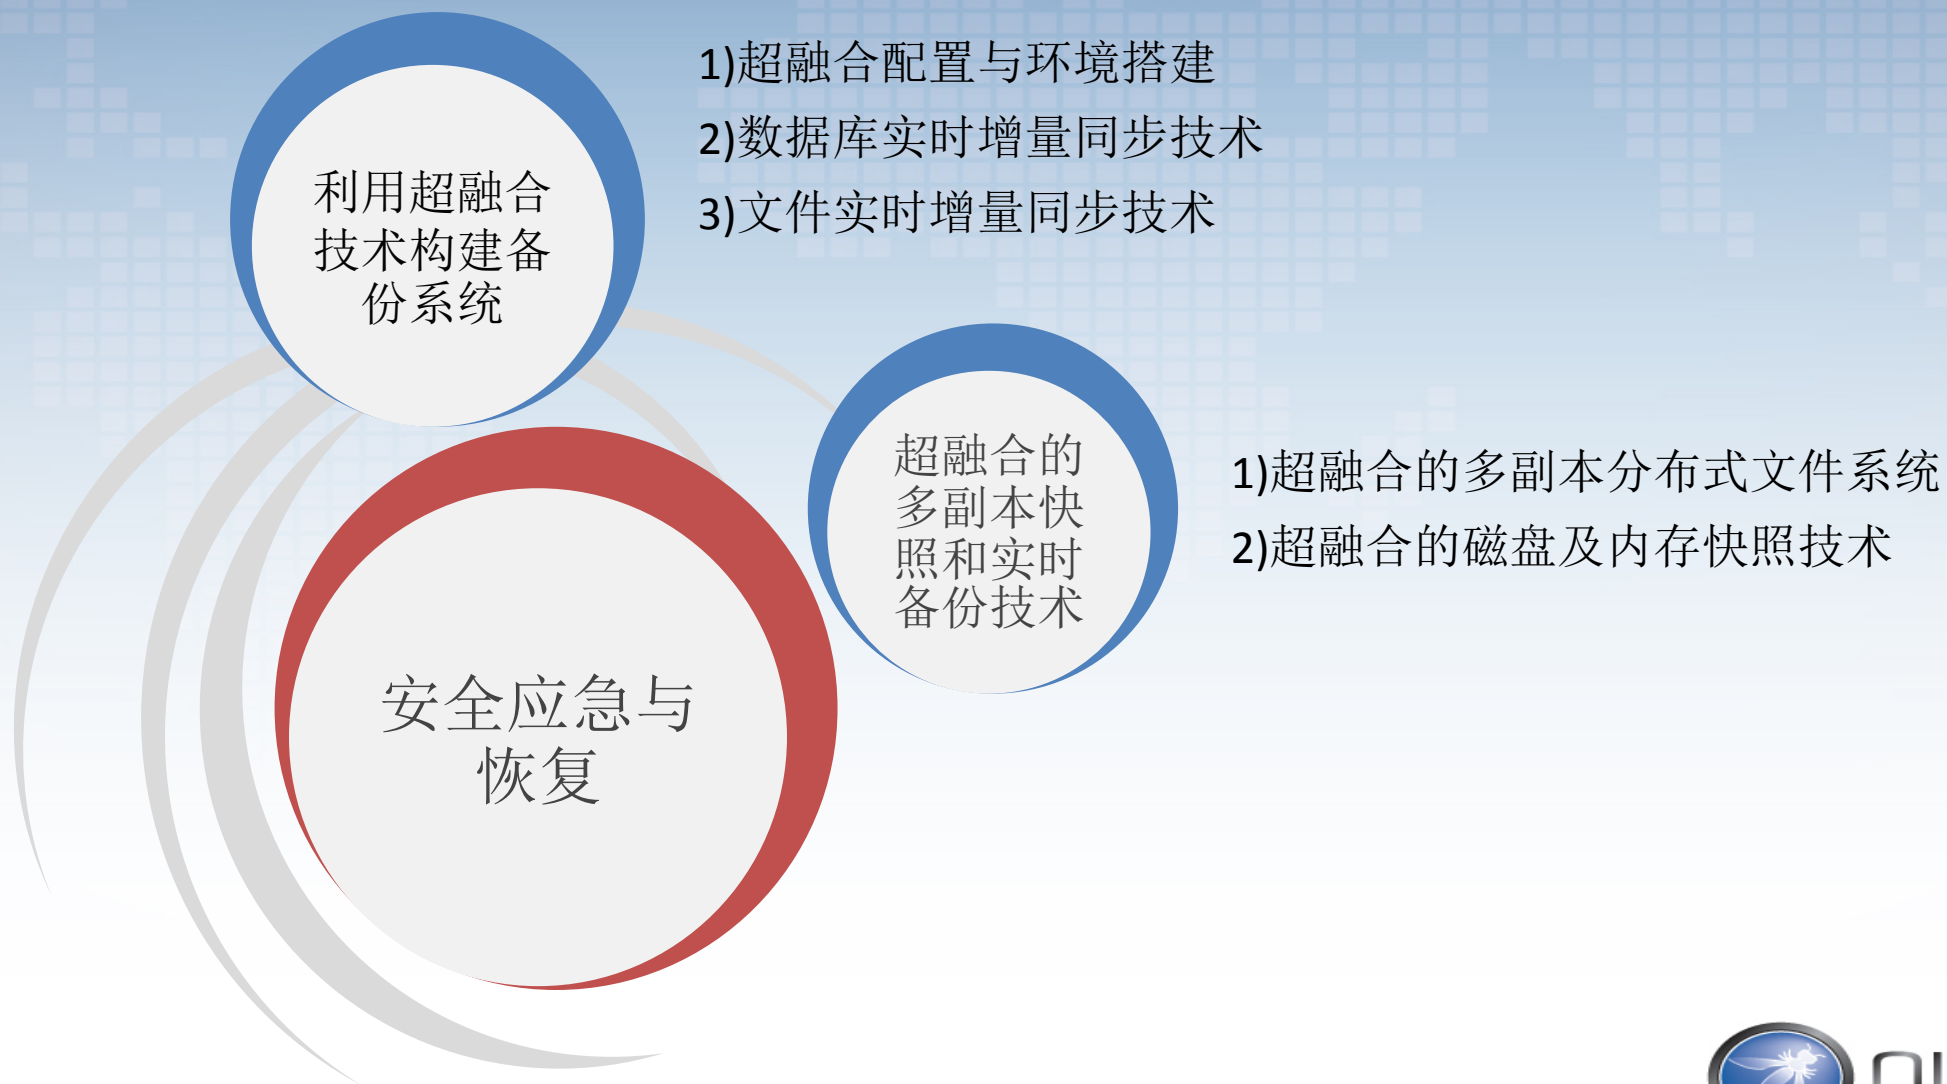 利用超融合
技术构建备
份系统
1)超融合配置与环境搭建
2)数据库实时增量同步技术
3)文件实时增量同步技术
超融合的
多副本快
照和实时
备份技术
1)超融合的多副本分布式文件系统
2)超融合的磁盘及内存快照技术
安全应急与
恢复